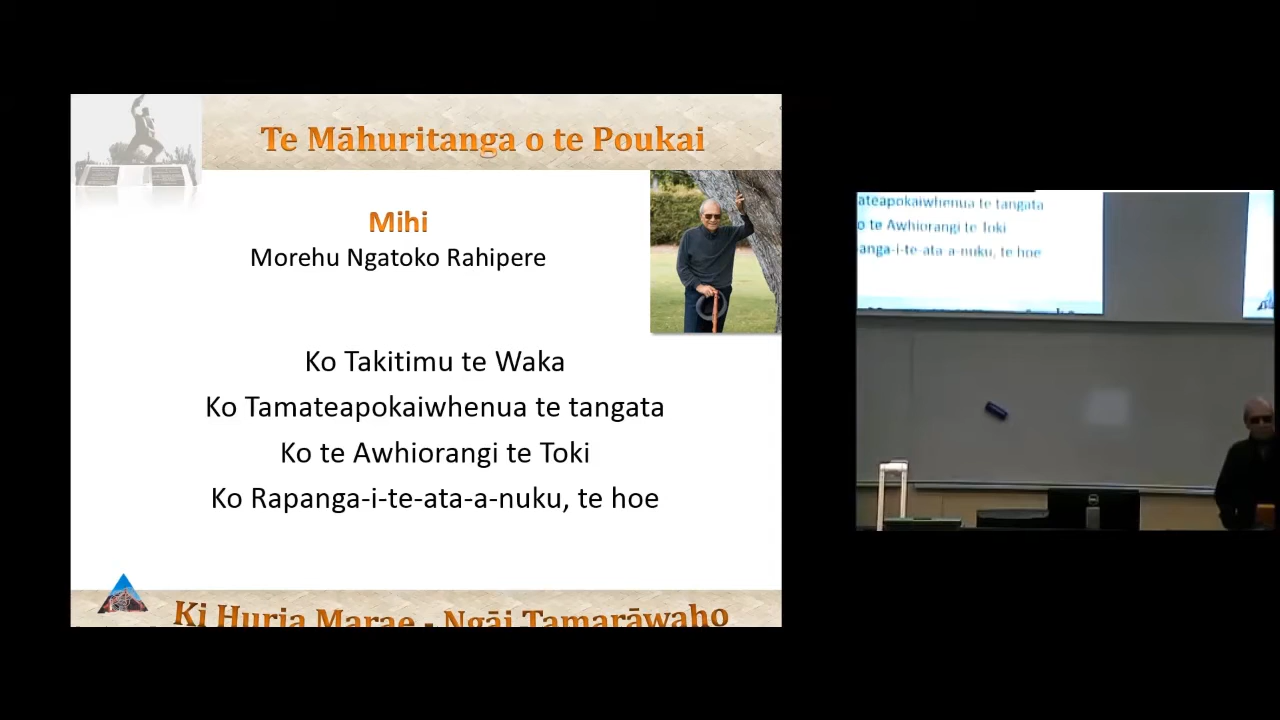 Te Māhuritanga o te Poukai
Mihi
Morehu Ngatoko Rahipere
Ko Takitimu te Waka
Ko Tamateapokaiwhenua te tangata
Ko te Awhiorangi te Toki
Ko Rapanga-i-te-ata-a-nuku, te hoe
Ki Huria Marae - Ngāi Tamarāwaho
ateapokaiwhenua te tangata
o te Awhiorangi te Toki
anga-i-te-ata-a-nuku, te hoe